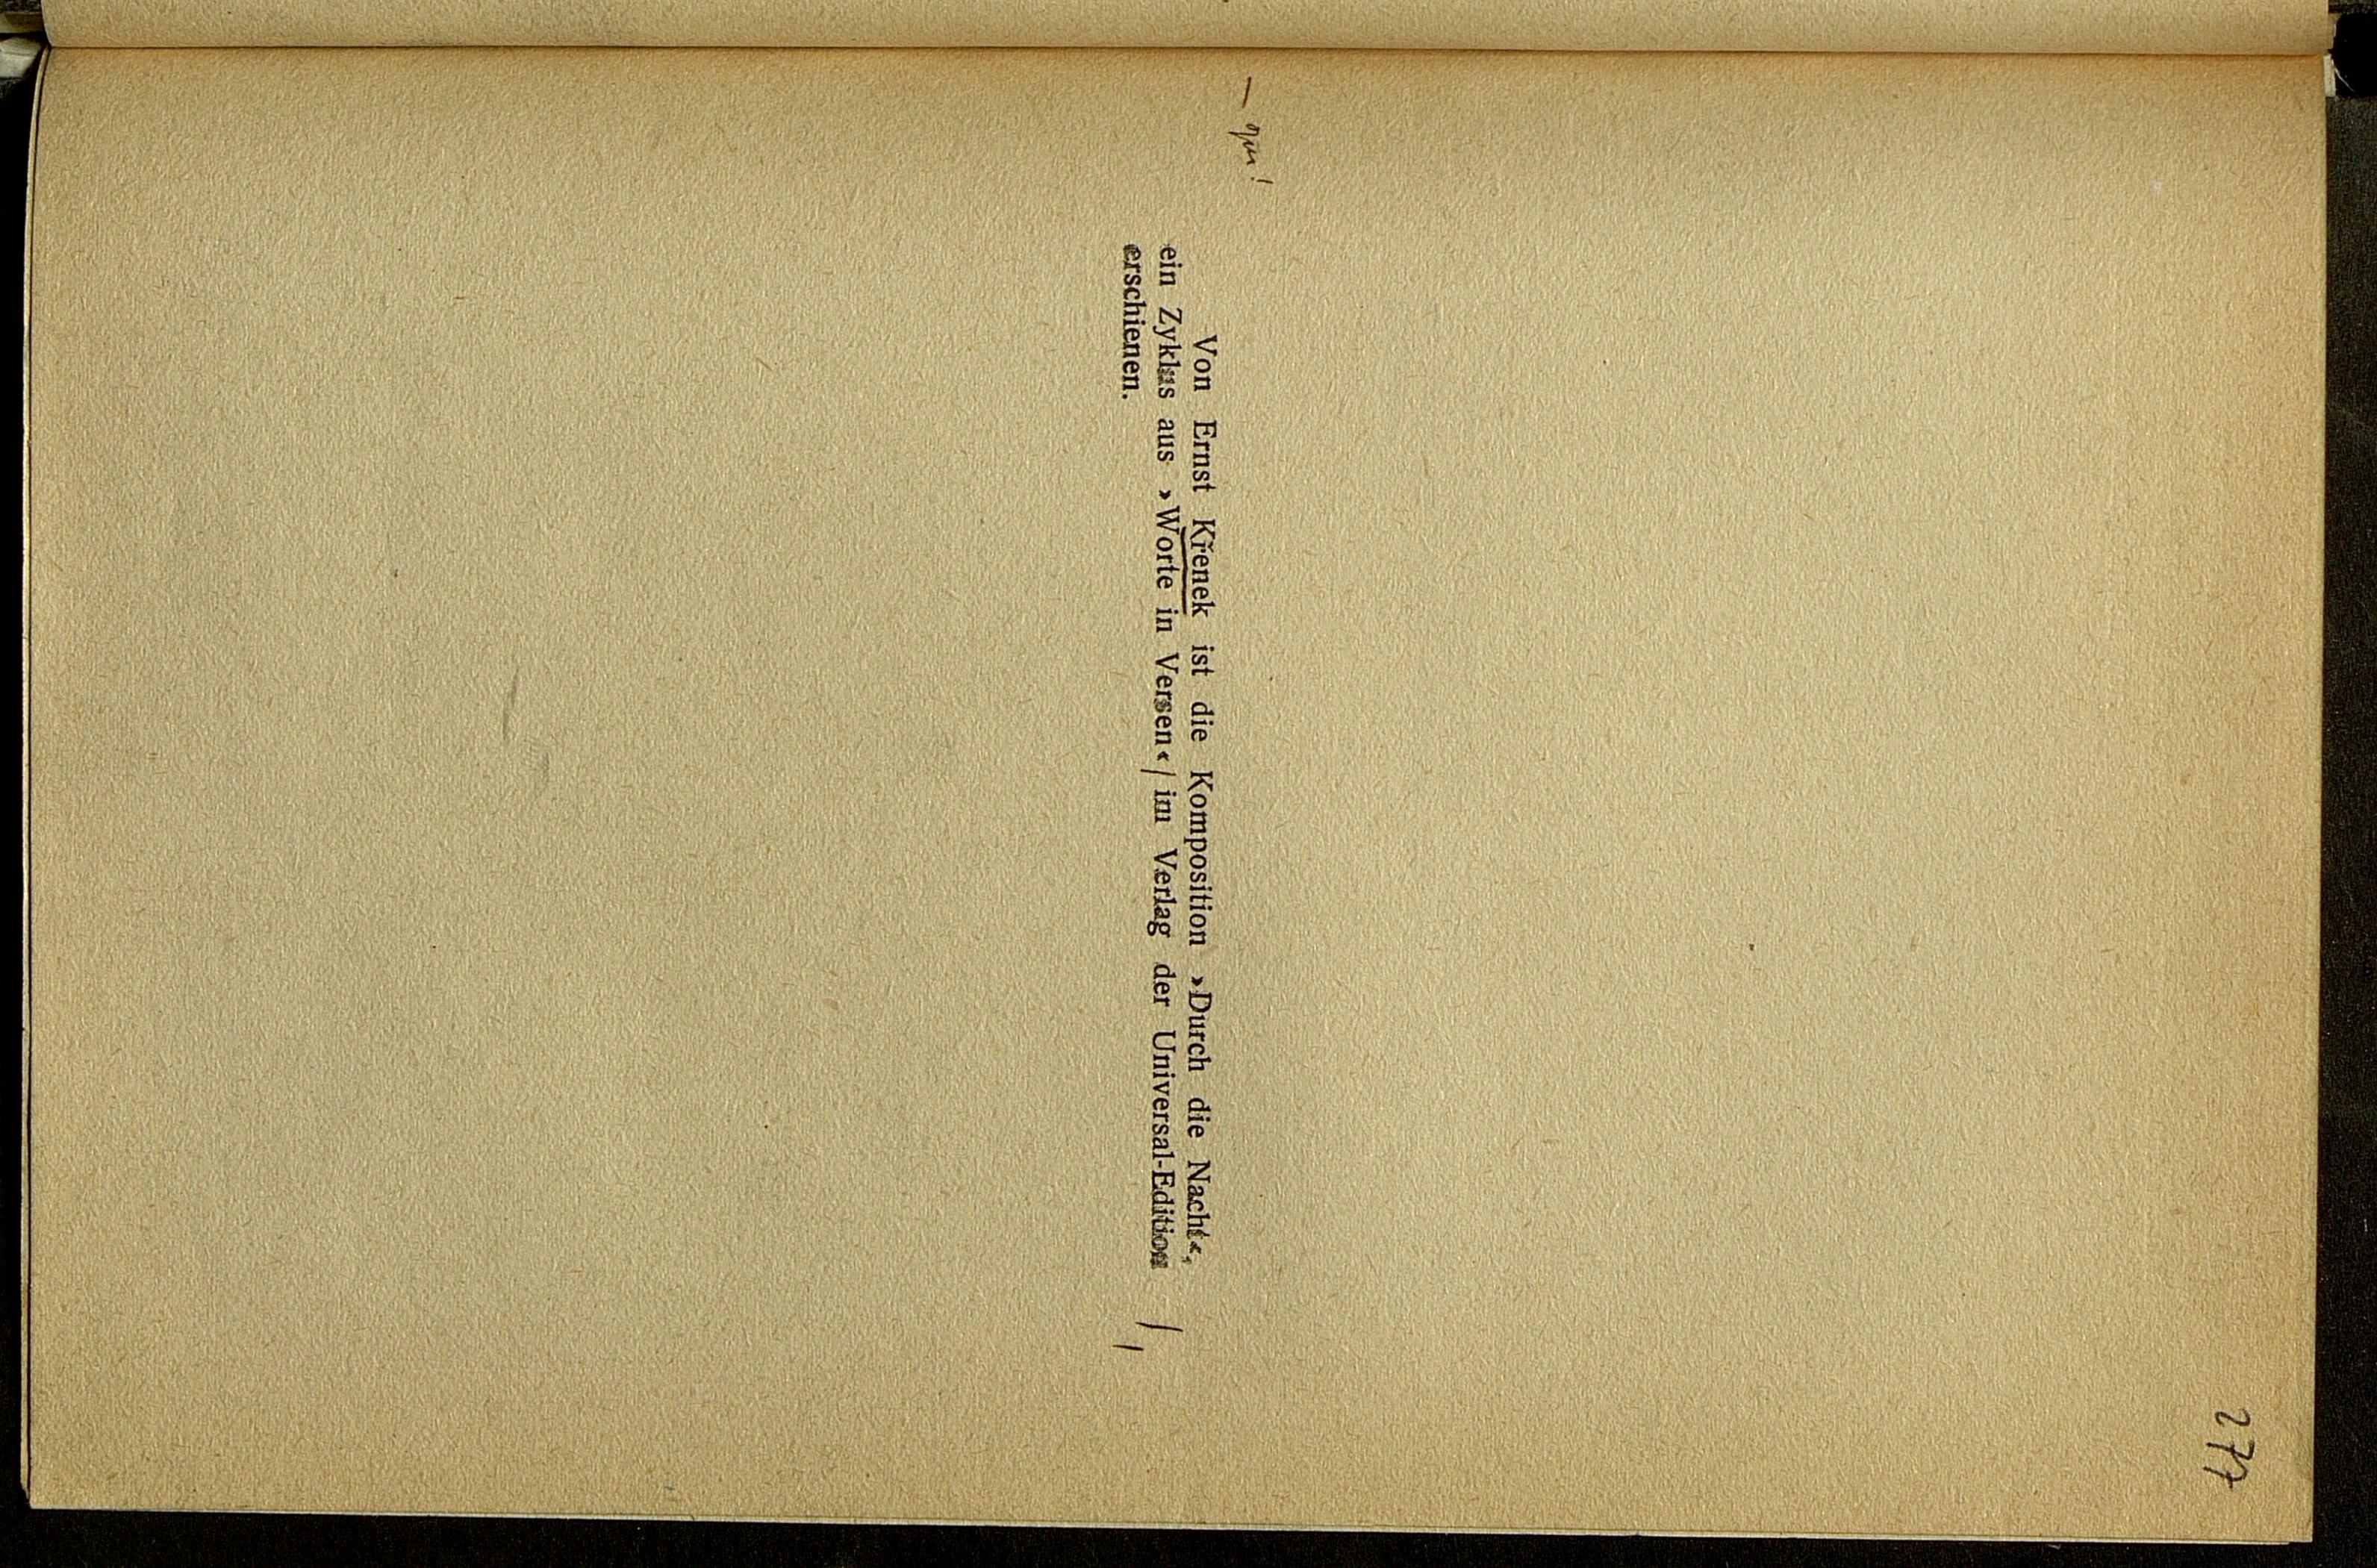 277
Von Ernst Křenek ist die Komposition »Durch die Nacht«,
ein Zyklus aus »Worte in Versen« / im Verlag der Universal-Edition /
erschienen. /